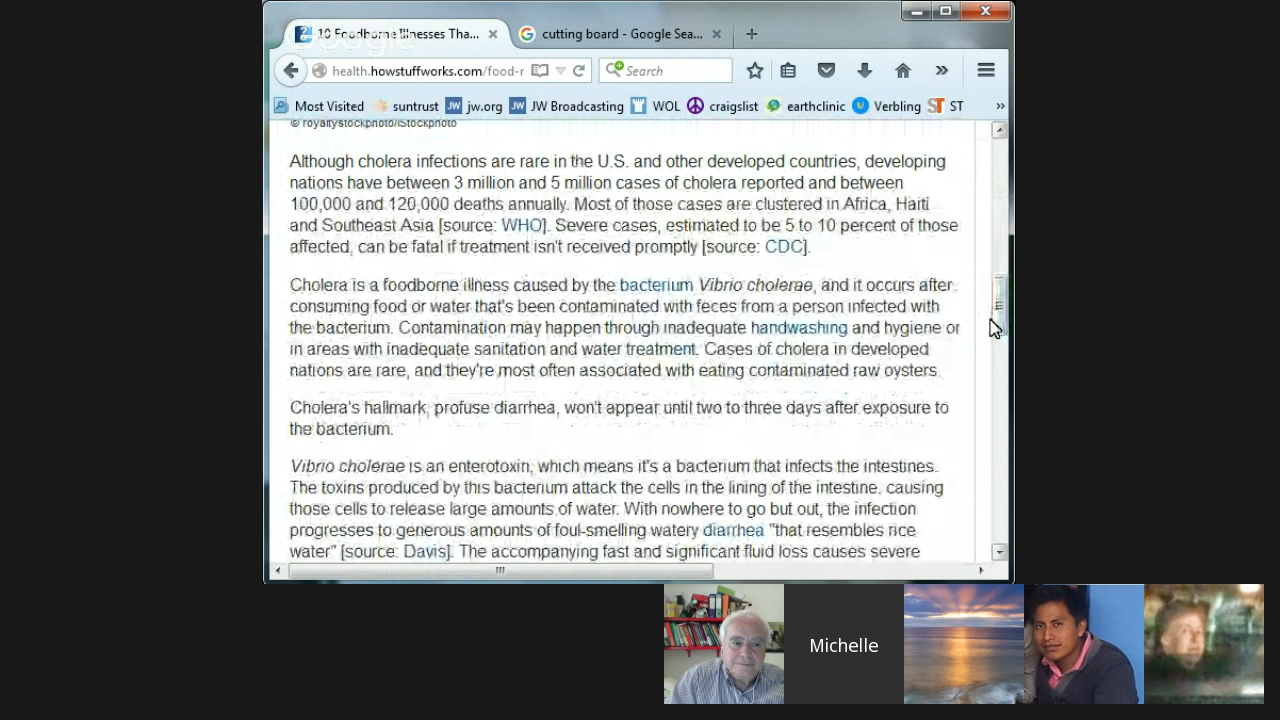 10 Foodborne Illnesses Tha...
cutting board - Google Sea...
Google
health.howstuffworks.com/food-r
Search
Most Visited
suntrust
jw.org
JW Broadcasting
WOL
craigslist
earthclinic
Verbling
ST
© royaltystockphoto/iStockphoto
Although cholera infections are rare in the U.S. and other developed countries, developing
nations have between 3 million and 5 million cases of cholera reported and between
100,000 and 120,000 deaths annually. Most of those cases are clustered in Africa, Haiti
and Southeast Asia [source: WHO]. Severe cases, estimated to be 5 to 10 percent of those
affected, can be fatal if treatment isn't received promptly [source: CDC].
Cholera is a foodborne illness caused by the bacterium Vibrio cholerae, and it occurs after
consuming food or water that's been contaminated with feces from a person infected with
the bacterium. Contamination may happen through inadequate handwashing and hygiene or
in areas with inadequate sanitation and water treatment. Cases of cholera in developed
nations are rare, and they're most often associated with eating contaminated raw oysters.
Cholera's hallmark, profuse diarrhea, won't appear until two to three days after exposure to
the bacterium.
Vibrio cholerae is an enterotoxin, which means it's a bacterium that infects the intestines.
The toxins produced by this bacterium attack the cells in the lining of the intestine, causing
those cells to release large amounts of water. With nowhere to go but out, the infection
progresses to generous amounts of foul-smelling watery diarrhea "that resembles rice
water" [source: Davis]. The accompanying fast and significant fluid loss causes severe
Michelle